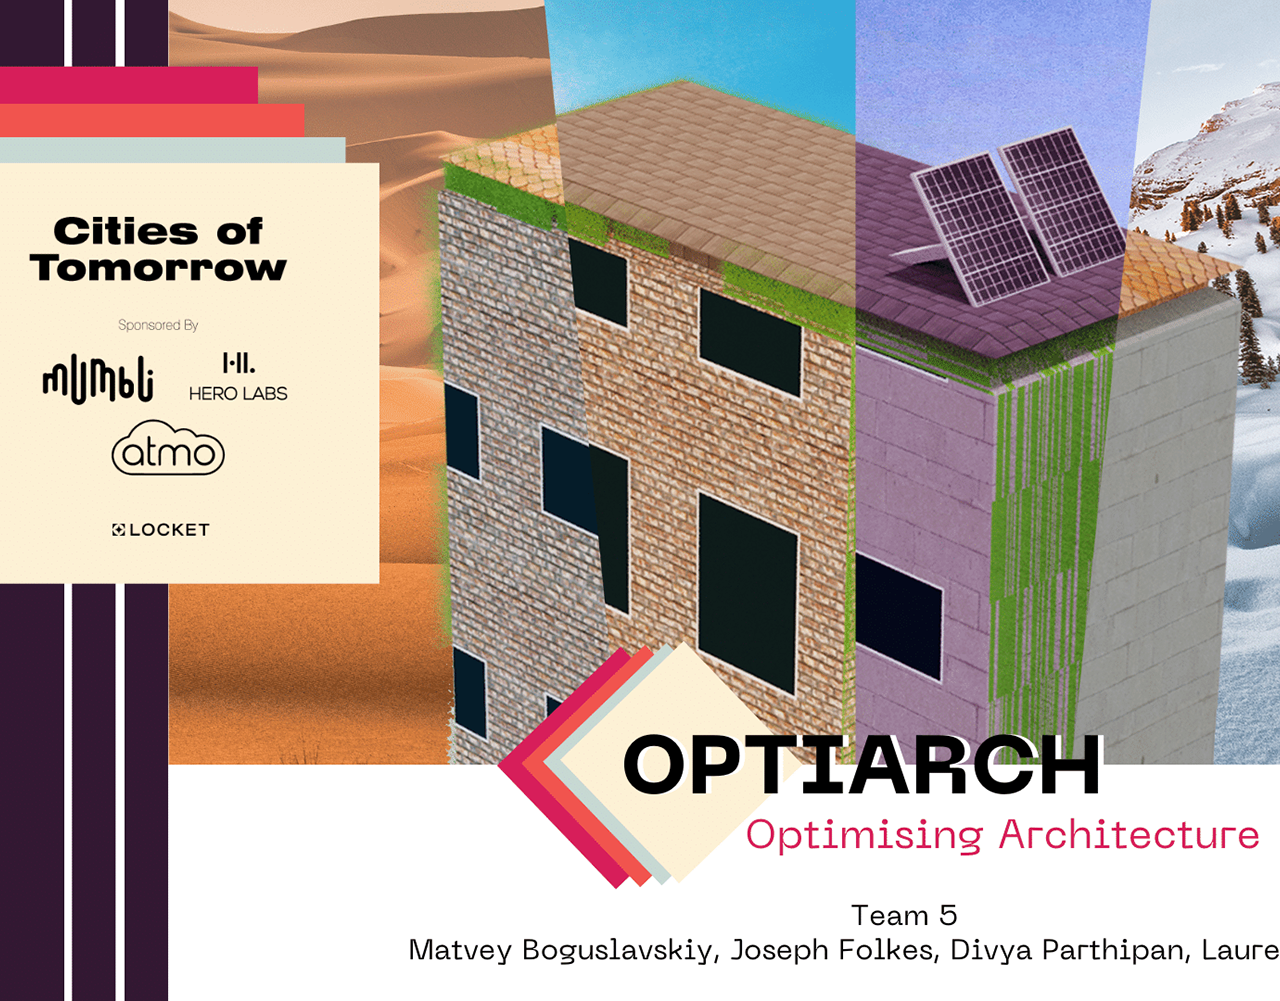 Cities of
Tomorrow
Sponsored By
mumbli
H.
HERO LABS
atmo
LOCKET
OPTIARCH
Optimising Architecture
Team 5
Matvey Boguslavskiy, Joseph Folkes, Divya Parthipan, Laure